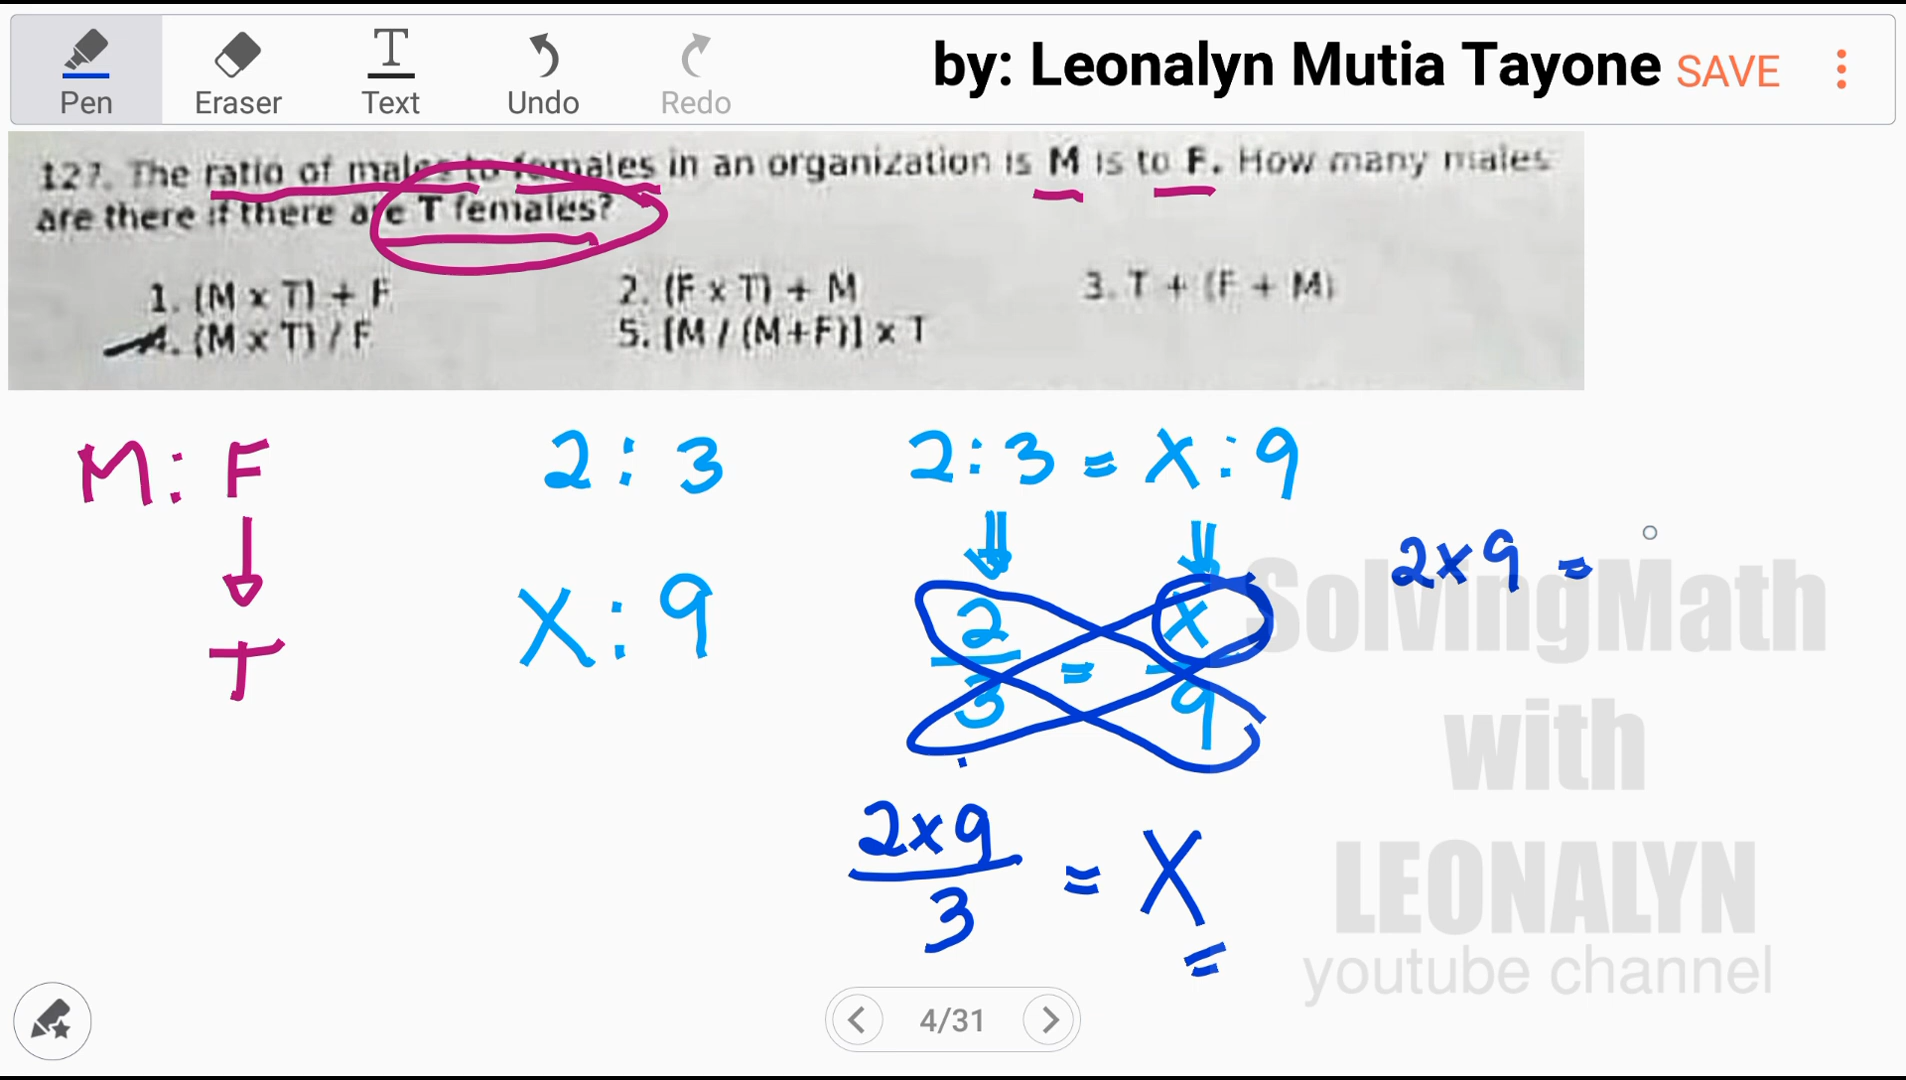 Pen
Eraser
Text
Undo
Redo
by: Leonalyn Mutia Tayone
SAVE
127. The ratio of males to females in an organization is M is to F. How many males
are there if there are T females?
1. (M x T) + F
2. (F x T) + M
3. T + (F + M)
4. (M x T) / F
5. [M / (M+F)] x T
M : F
T
2 : 3
X : 9
2 : 3 = X : 9
2/3 = X/9
2x9 =
2x9/3 = X
=
SolvingMath
with
LEONALYN
youtube channel
4/31